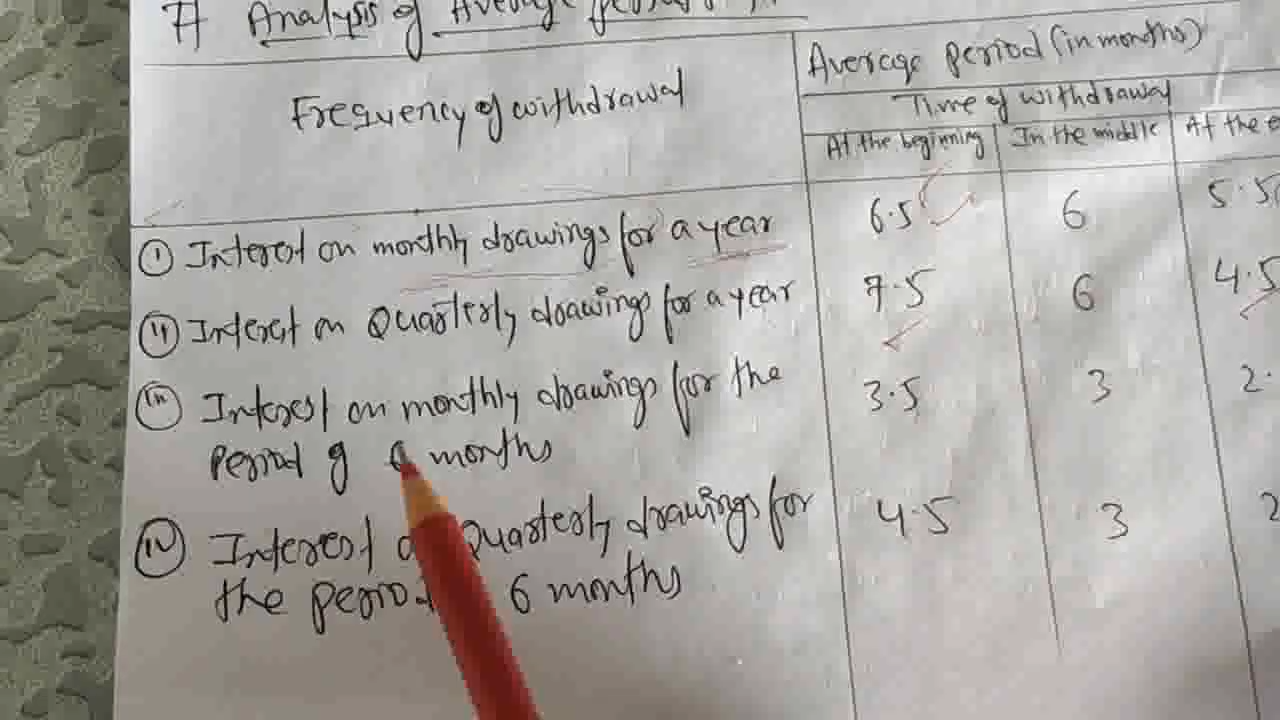 7) Analysis of Average
Average period (in months)
Frequency of withdrawal
Time of withdrawal
At the beginning In the middle At the
(i) Interest on monthly drawings for a year 6.5 6 5.5
(ii) Interest on Quarterly drawings for a year 7.5 6 4.5
(iii) Interest on monthly drawings for the 3.5 3 2.
period of months
(iv) Interest Quarterly drawings for 4.5 3 2
the period 6 months